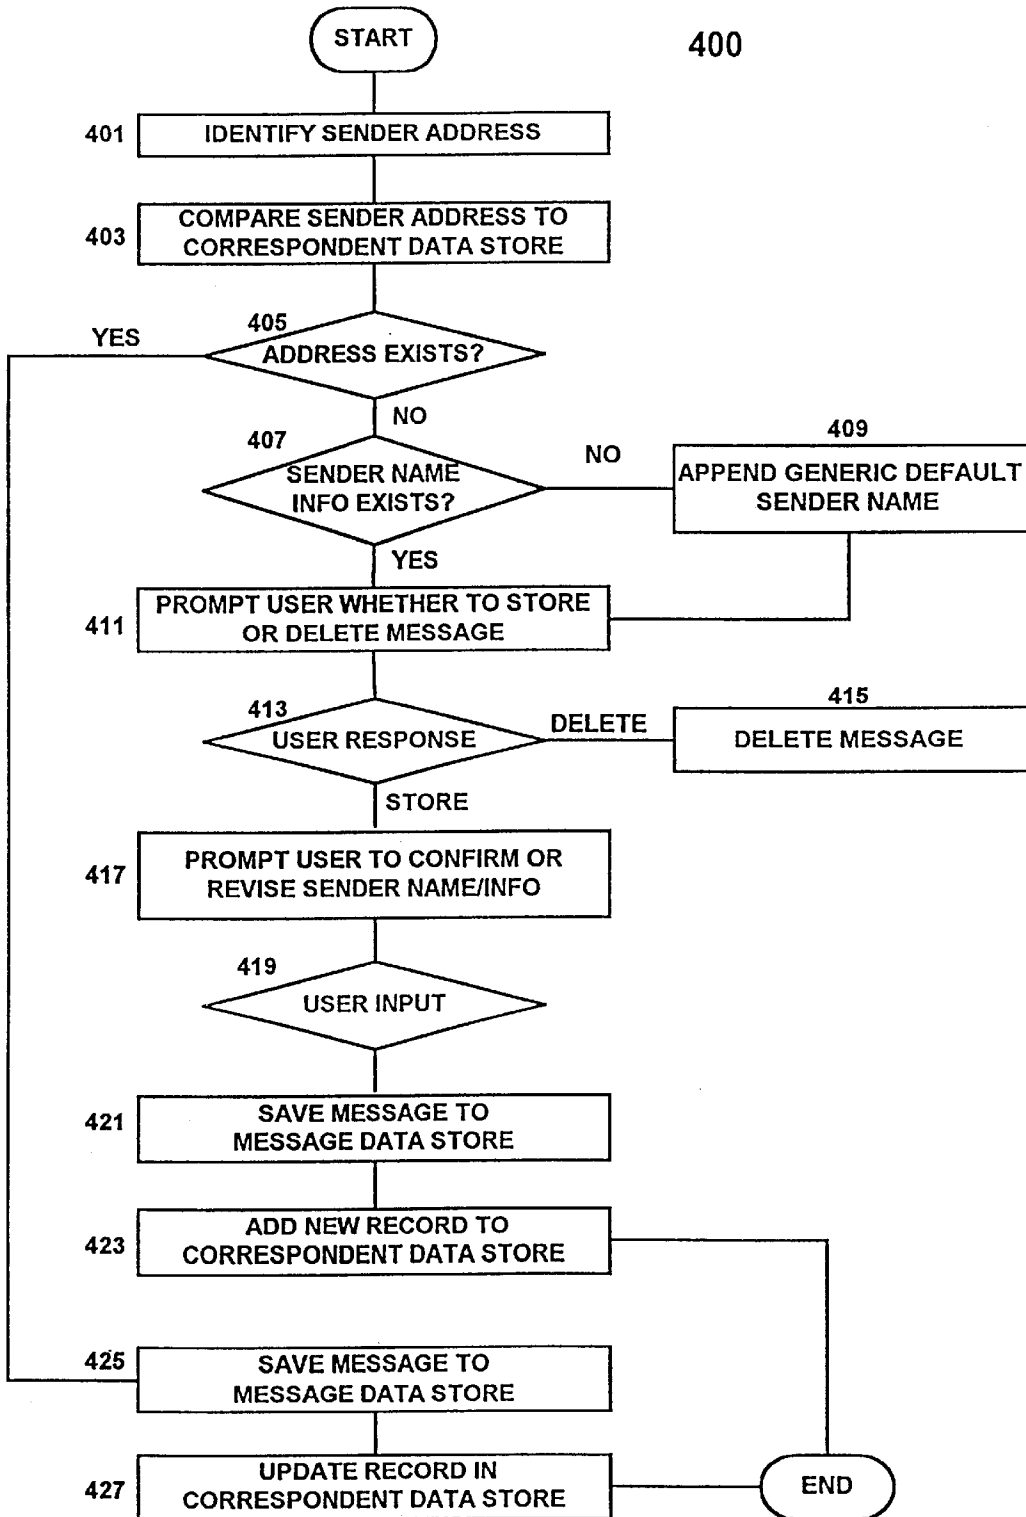 START
400
401
IDENTIFY SENDER ADDRESS
403
COMPARE SENDER ADDRESS TO
CORRESPONDENT DATA STORE
405
YES
ADDRESS EXISTS?
NO
407
SENDER NAME
INFO EXISTS?
NO
409
APPEND GENERIC DEFAULT
SENDER NAME
YES
411
PROMPT USER WHETHER TO STORE
OR DELETE MESSAGE
413
USER RESPONSE
DELETE
415
DELETE MESSAGE
STORE
417
PROMPT USER TO CONFIRM OR
REVISE SENDER NAME/INFO
419
USER INPUT
421
SAVE MESSAGE TO
MESSAGE DATA STORE
423
ADD NEW RECORD TO
CORRESPONDENT DATA STORE
425
SAVE MESSAGE TO
MESSAGE DATA STORE
427
UPDATE RECORD IN
CORRESPONDENT DATA STORE
END